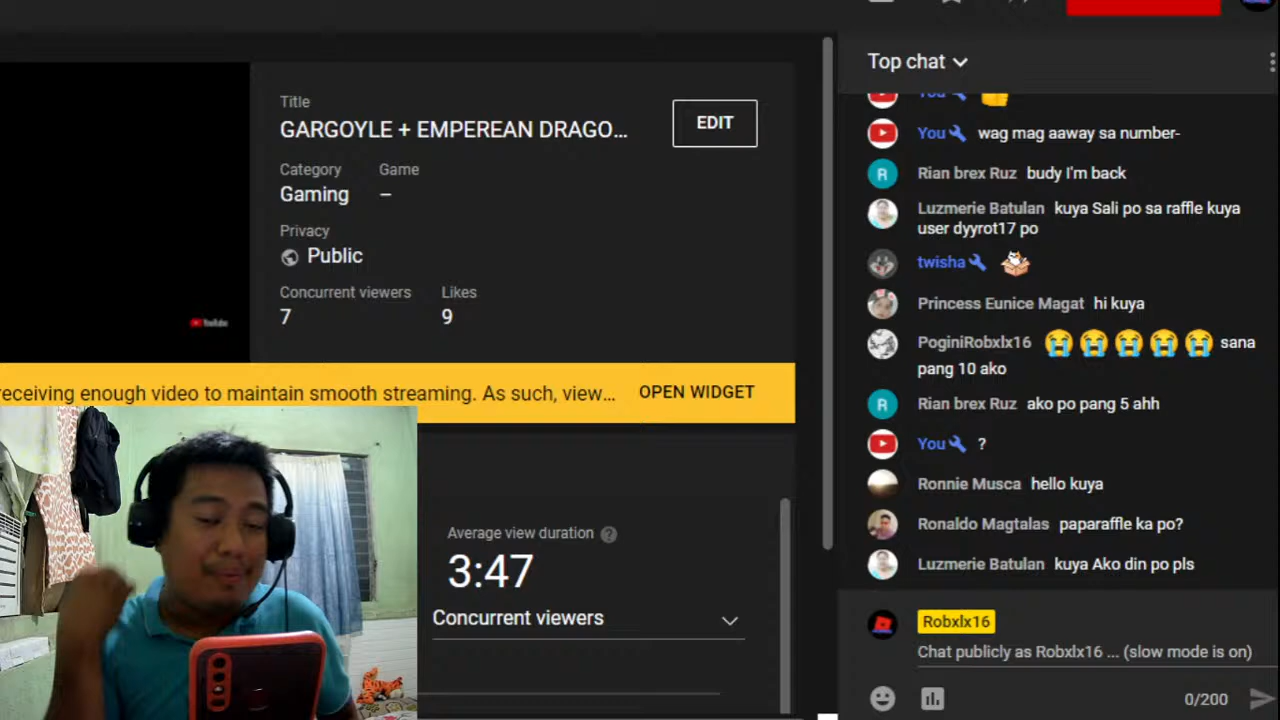 Title
GARGOYLE + EMPEREAN DRAGO...
EDIT
Category
Game
Gaming
–
Privacy
Public
Concurrent viewers
Likes
7
9
YouTube
receiving enough video to maintain smooth streaming. As such, view...
OPEN WIDGET
Average view duration
3:47
Concurrent viewers
Top chat
You
You wag mag aaway sa number-
Rian brex Ruz budy I'm back
Luzmerie Batulan kuya Sali po sa raffle kuya
user dyyrot17 po
twisha
Princess Eunice Magat hi kuya
PoginiRobxlx16 😭😭😭😭😭 sana
pang 10 ako
Rian brex Ruz ako po pang 5 ahh
You ?
Ronnie Musca hello kuya
Ronaldo Magtalas paparaffle ka po?
Luzmerie Batulan kuya Ako din po pls
Robxlx16
Chat publicly as Robxlx16 ... (slow mode is on)
0/200